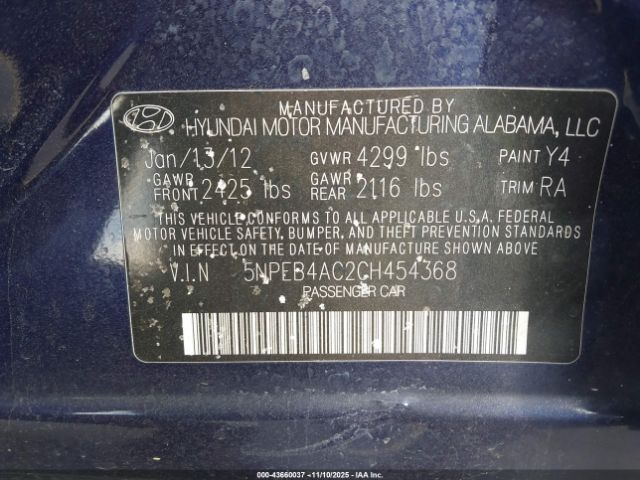 MANUFACTURED BY
HYUNDAI MOTOR MANUFACTURING ALABAMA, LLC
Jan/13/12 GVWR 4299 lbs PAINT Y4
GAWR FRONT 2425 lbs GAWR REAR 2116 lbs TRIM RA
THIS VEHICLE CONFORMS TO ALL APPLICABLE U.S.A. FEDERAL
MOTOR VEHICLE SAFETY, BUMPER, AND THEFT PREVENTION STANDARDS
IN EFFECT ON THE DATE OF MANUFACTURE SHOWN ABOVE
V.I.N 5NPEB4AC2CH454368
PASSENGER CAR
000-43660037 - 11/10/2025 - IAA Inc.